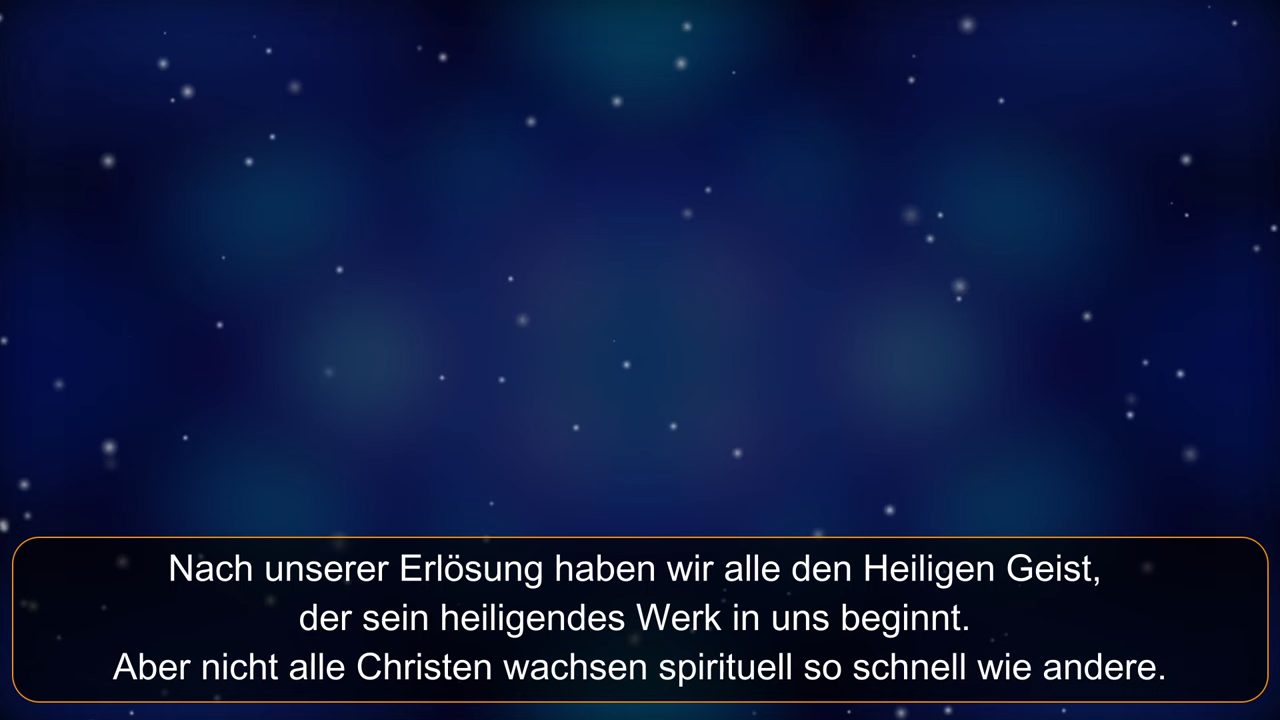 Nach unserer Erlösung haben wir alle den Heiligen Geist,
der sein heiligendes Werk in uns beginnt.
Aber nicht alle Christen wachsen spirituell so schnell wie andere.